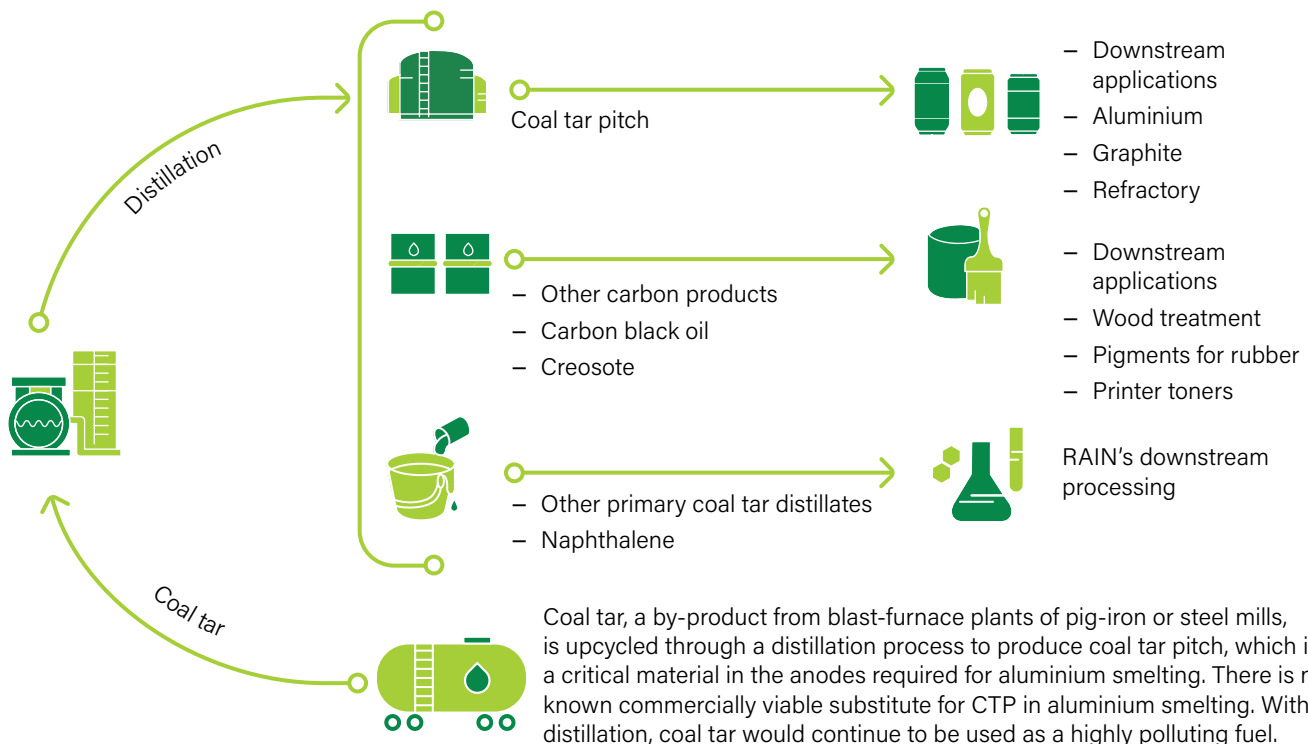 Distillation
Coal tar
Coal tar pitch
– Downstream
applications
– Aluminium
– Graphite
– Refractory
– Other carbon products
– Carbon black oil
– Creosote
– Downstream
applications
– Wood treatment
– Pigments for rubber
– Printer toners
– Other primary coal tar distillates
– Naphthalene
RAIN’s downstream
processing
Coal tar, a by-product from blast-furnace plants of pig-iron or steel mills,
is upcycled through a distillation process to produce coal tar pitch, which
a critical material in the anodes required for aluminium smelting. There is
known commercially viable substitute for CTP in aluminium smelting. With
distillation, coal tar would continue to be used as a highly polluting fuel.